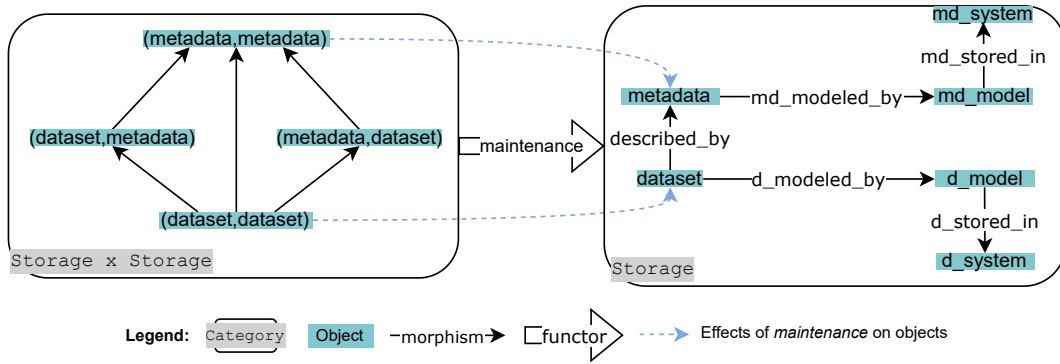 (metadata,metadata)
(dataset,metadata)
(metadata,dataset)
(dataset,dataset)
Storage x Storage
maintenance
md_system
md_stored_in
metadata
md_modeled_by
md_model
described_by
dataset
d_modeled_by
d_model
d_stored_in
d_system
Storage
Legend: Category Object morphism functor Effects of maintenance on objects